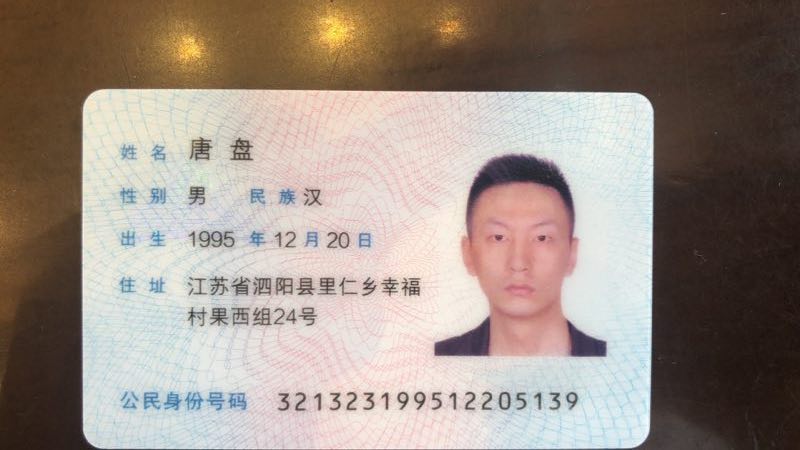 姓名 唐盘
性别 男 民族 汉
出生 1995 年 12 月 20 日
住址 江苏省泗阳县里仁乡幸福
村果西组24号
公民身份号码 321323199512205139